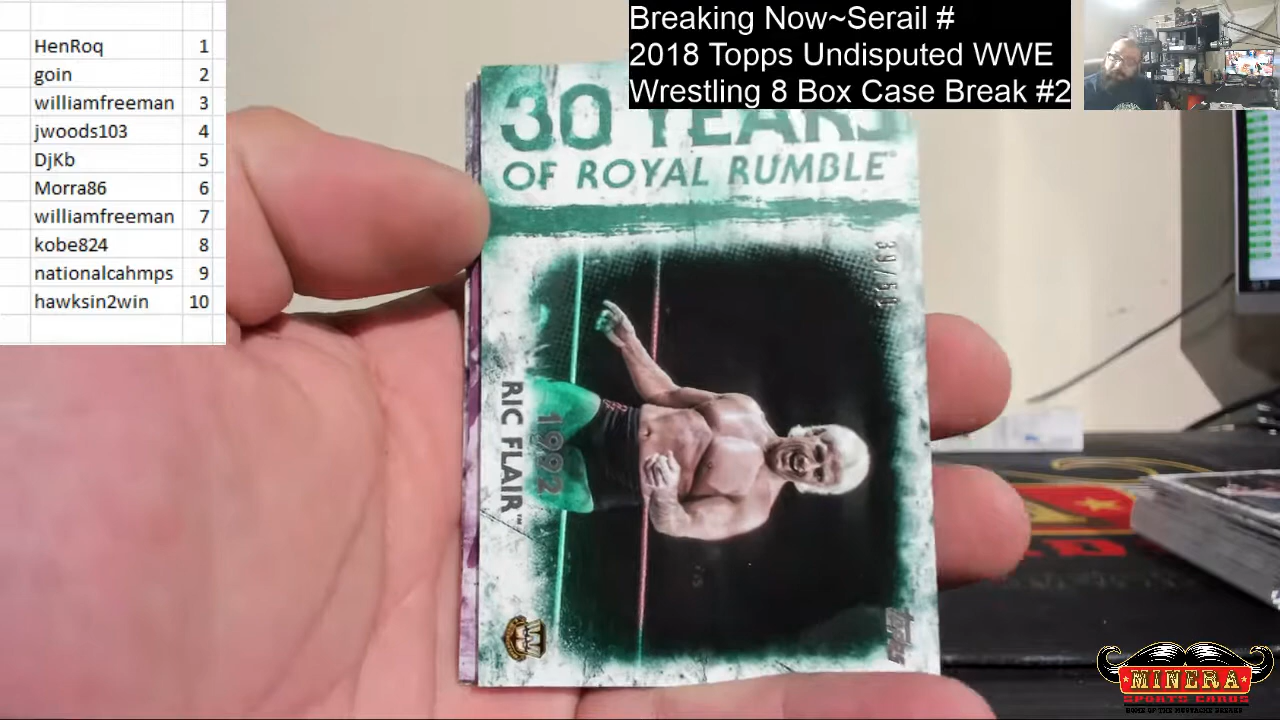 HenRoq 1
goin 2
williamfreeman 3
jwoods103 4
DjKb 5
Morra86 6
williamfreeman 7
kobe824 8
nationalcahmps 9
hawksin2win 10
Breaking Now~Serail #
2018 Topps Undisputed WWE
Wrestling 8 Box Case Break #2
30 YEARS
OF ROYAL RUMBLE®
39/50
1992
RIC FLAIR™
Topps
MINERA
SPORTS CARDS